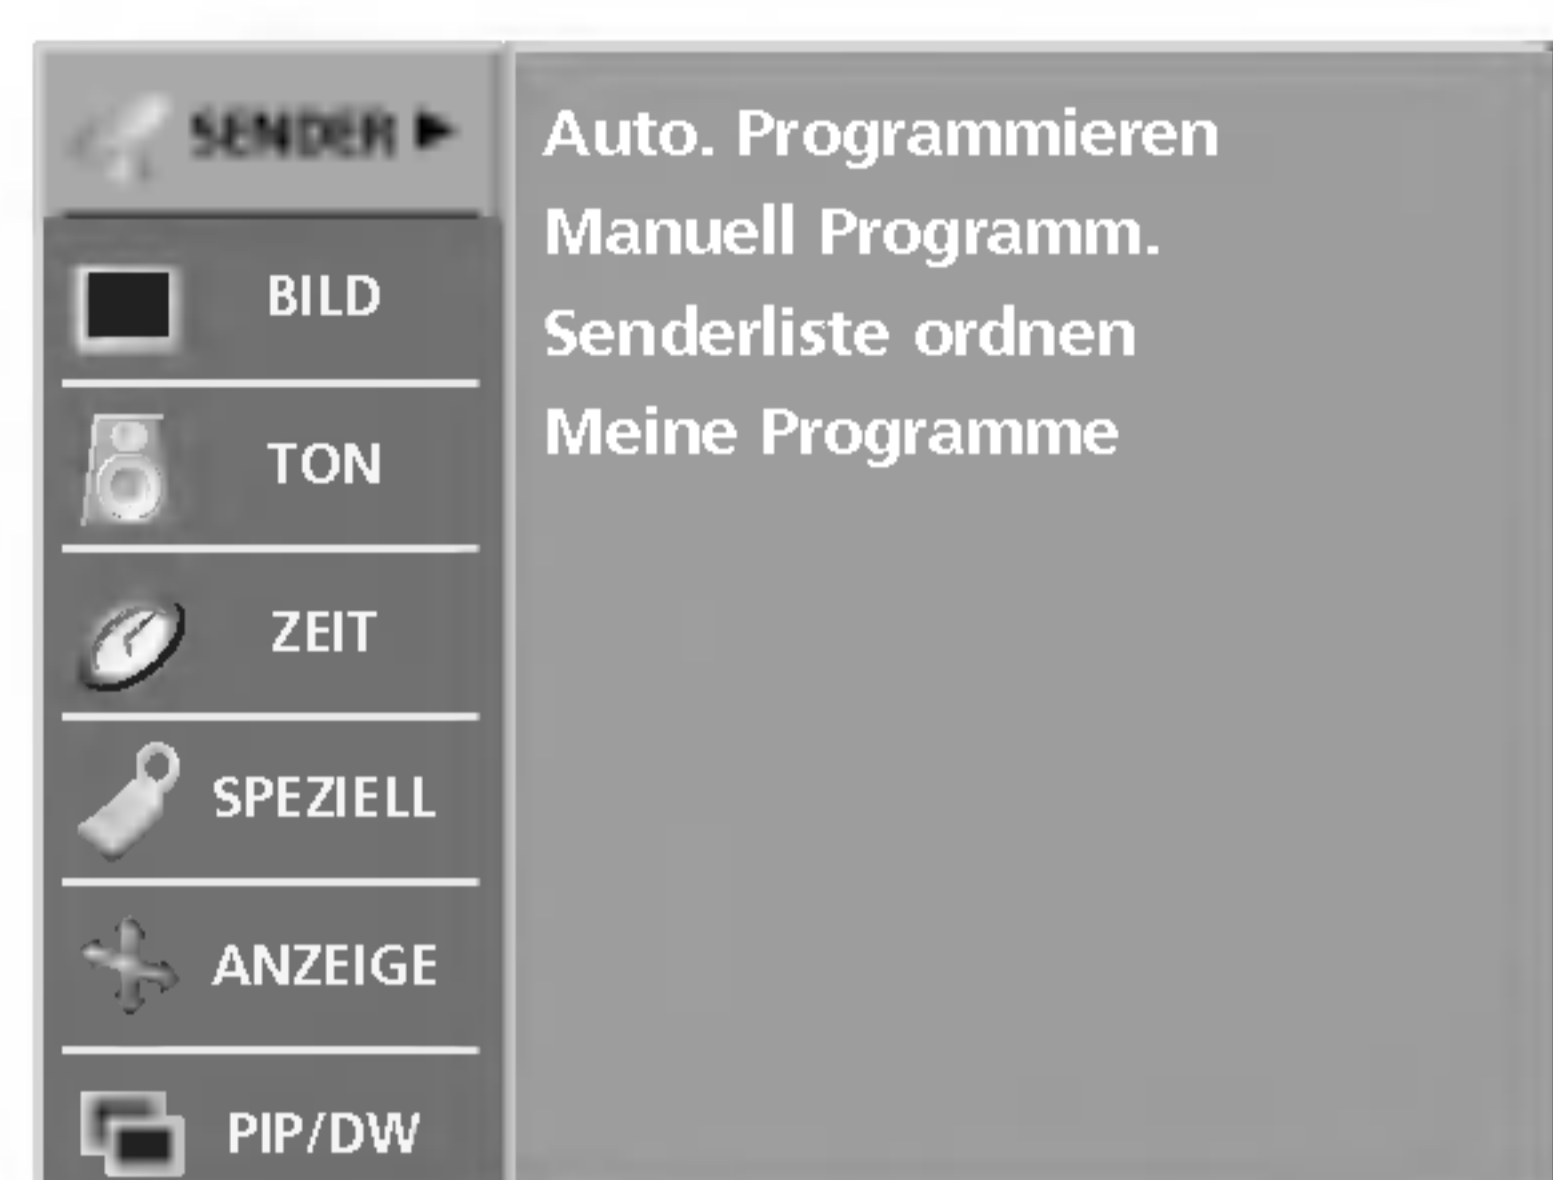 SENDER ►
BILD
TON
ZEIT
SPEZIELL
ANZEIGE
PIP/DW
Auto. Programmieren
Manuell Programm.
Senderliste ordnen
Meine Programme